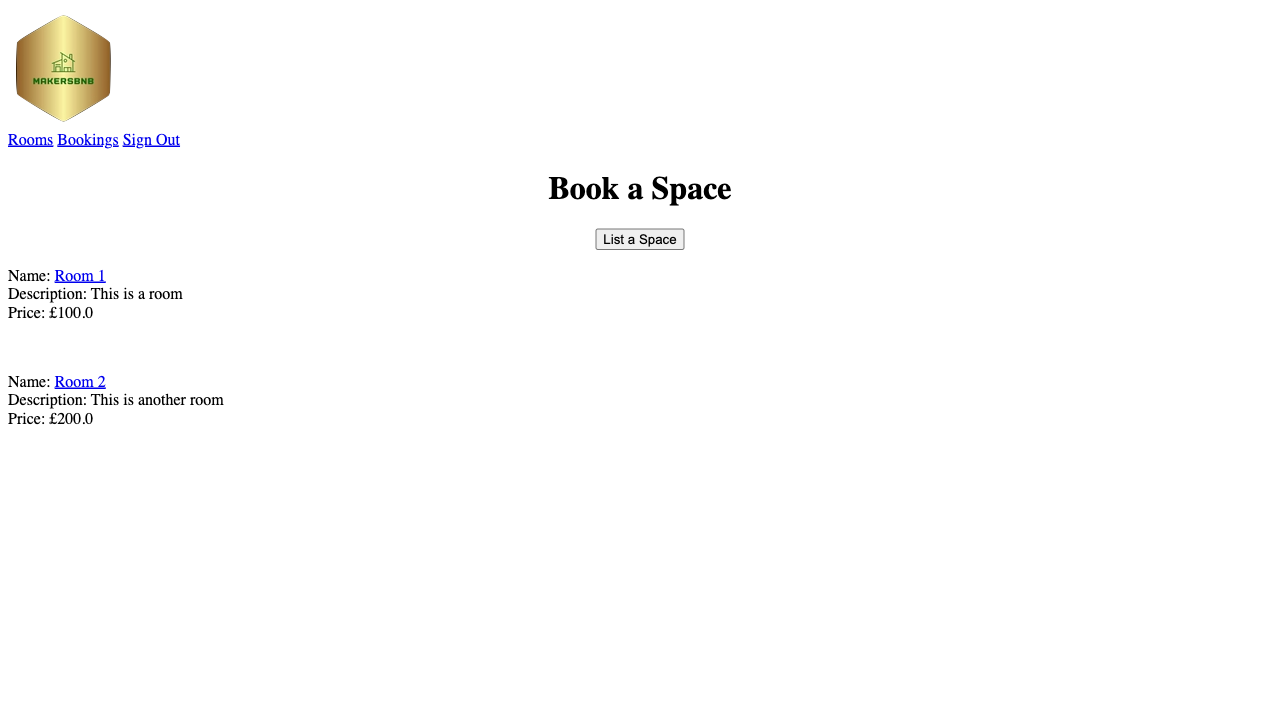 MAKERSBNB
Rooms Bookings Sign Out
Book a Space
List a Space
Name: Room 1
Description: This is a room
Price: £100.0
Name: Room 2
Description: This is another room
Price: £200.0